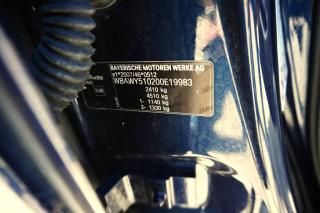 BAYERISCHE MOTOREN WERKE AG
e1*2007/46*0512
WBAWY510200E19983
2410 kg
4510 kg
1- 1140 kg
2- 1330 kg